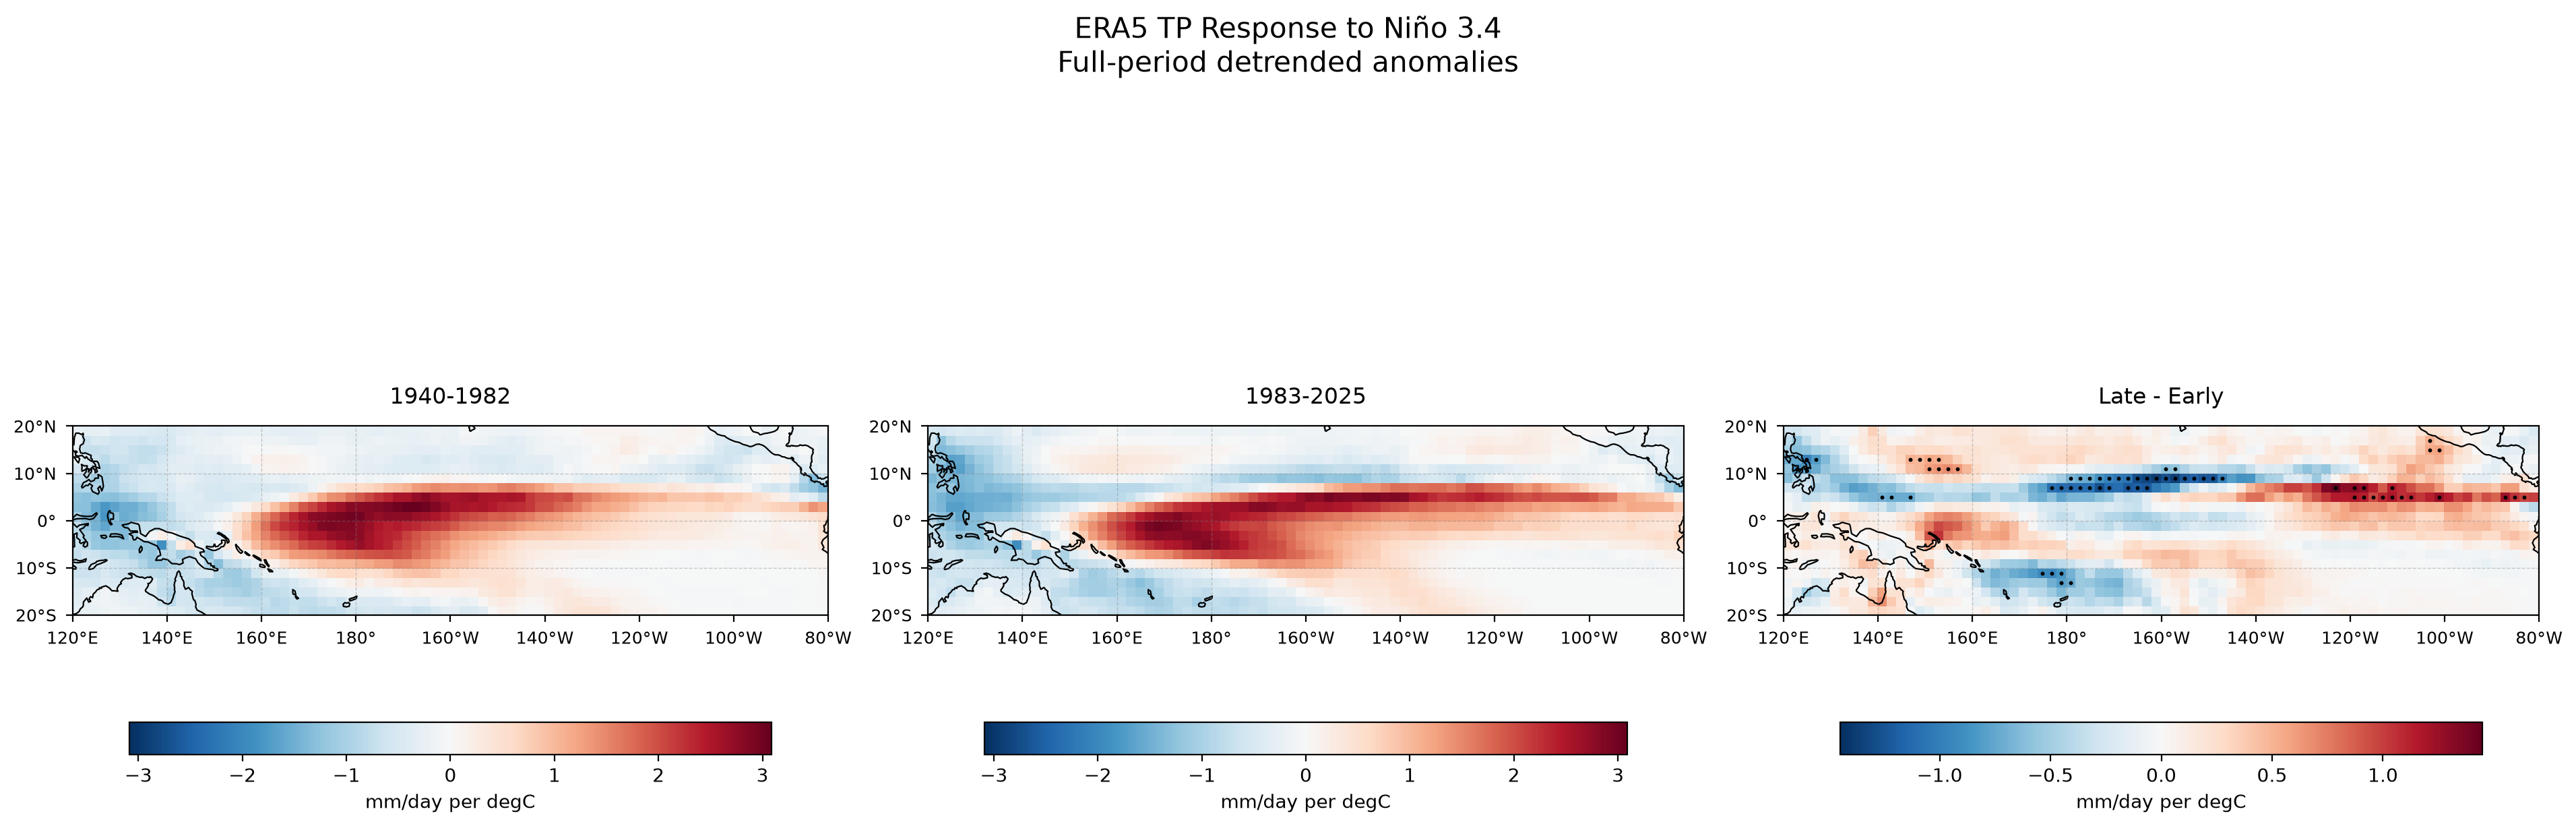 ERA5 TP Response to Niño 3.4
Full-period detrended anomalies
1940-1982
20°N
10°N
0°
10°S
20°S
120°E 140°E 160°E 180° 160°W 140°W 120°W 100°W 80°W
−3 −2 −1 0 1 2 3
mm/day per degC
1983-2025
20°N
10°N
0°
10°S
20°S
120°E 140°E 160°E 180° 160°W 140°W 120°W 100°W 80°W
−3 −2 −1 0 1 2 3
mm/day per degC
Late - Early
20°N
10°N
0°
10°S
20°S
120°E 140°E 160°E 180° 160°W 140°W 120°W 100°W 80°W
−1.0 −0.5 0.0 0.5 1.0
mm/day per degC